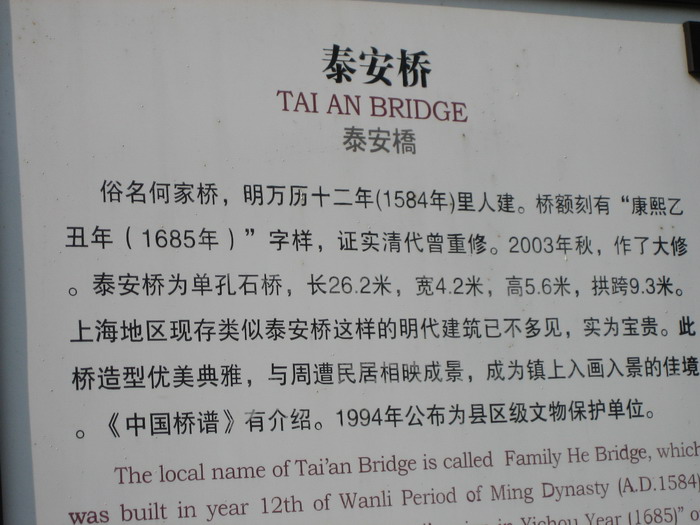 泰安桥
TAI AN BRIDGE
泰安橋
俗名何家桥，明万历十二年(1584年)里人建。桥额刻有“康熙乙
丑年（1685年）”字样，证实清代曾重修。2003年秋，作了大修
。泰安桥为单孔石桥，长26.2米，宽4.2米；高5.6米，拱跨9.3米。
上海地区现存类似泰安桥这样的明代建筑已不多见，实为宝贵。此
桥造型优美典雅，与周遭民居相映成景，成为镇上入画入景的佳境
。《中国桥谱》有介绍。1994年公布为县区级文物保护单位。
The local name of Tai'an Bridge is called Family He Bridge, which
was built in year 12th of Wanli Period of Ming Dynasty (A.D.1584)
in Yichou Year (1685)" o